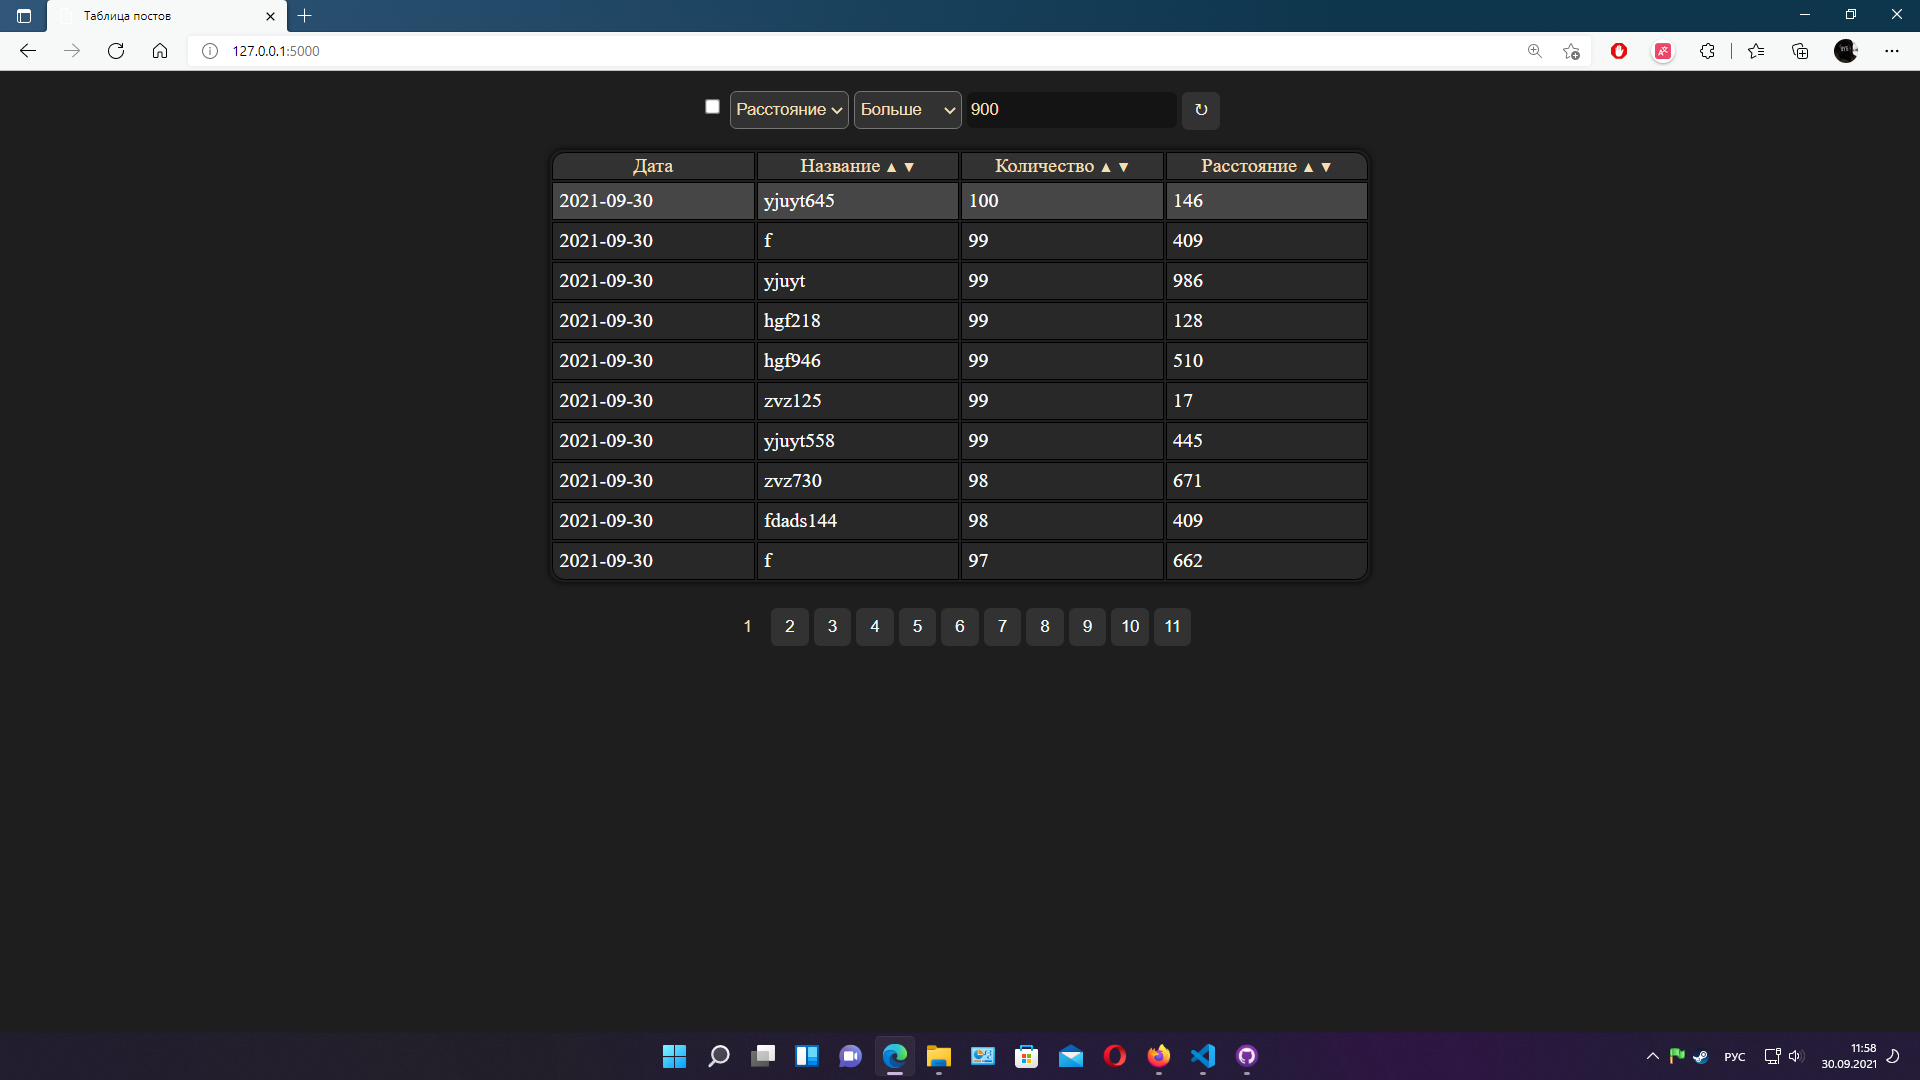 Таблица постов
127.0.0.1:5000
Расстояние Больше 900 ↻
Дата Название ▲ ▼ Количество ▲ ▼ Расстояние ▲ ▼
2021-09-30 yjuyt645 100 146
2021-09-30 f 99 409
2021-09-30 yjuyt 99 986
2021-09-30 hgf218 99 128
2021-09-30 hgf946 99 510
2021-09-30 zvz125 99 17
2021-09-30 yjuyt558 99 445
2021-09-30 zvz730 98 671
2021-09-30 fdads144 98 409
2021-09-30 f 97 662
1 2 3 4 5 6 7 8 9 10 11
РУС
11:58
30.09.2021